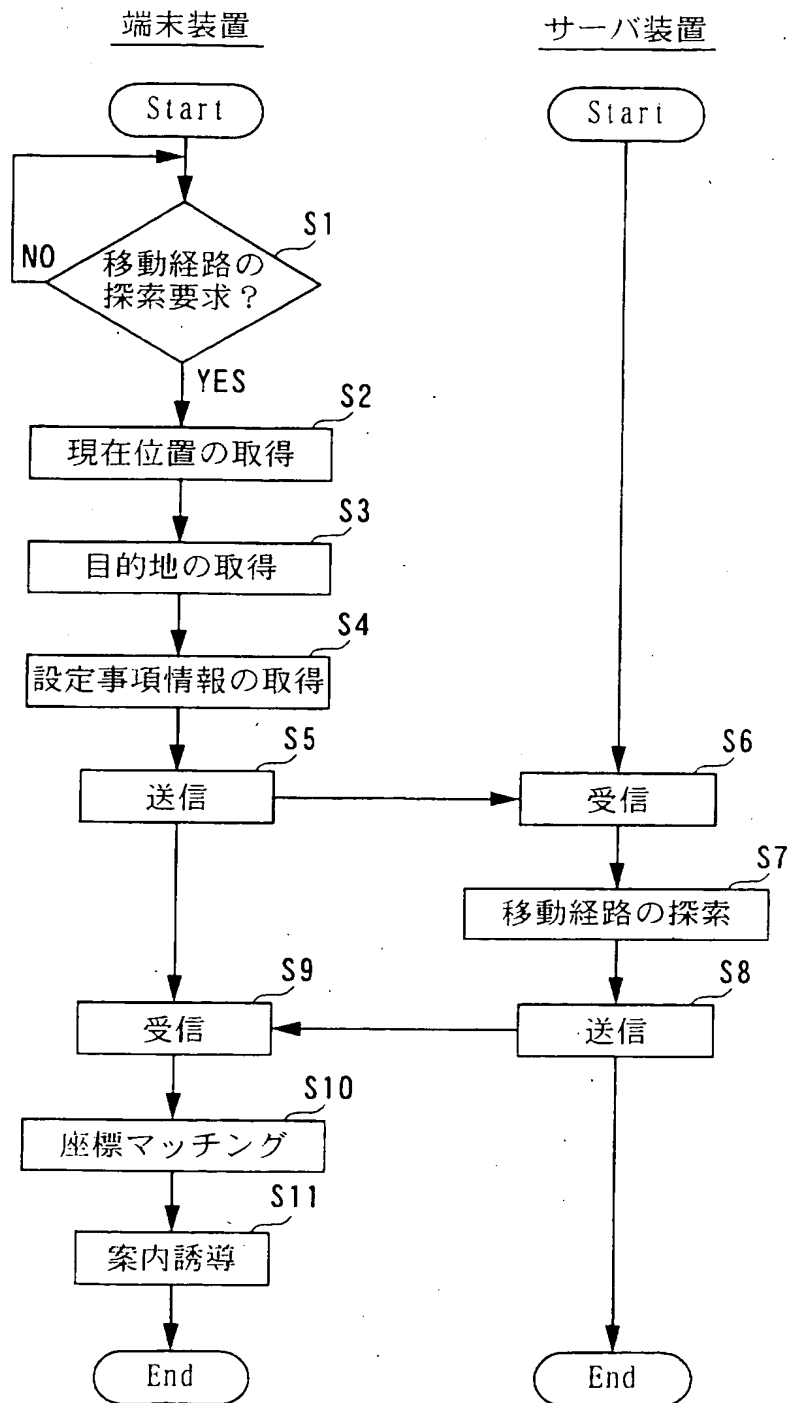 端末装置
サーバ装置
Start
Start
S1
NO
移動経路の
探索要求？
YES
S2
現在位置の取得
S3
目的地の取得
S4
設定事項情報の取得
S5
送信
S6
受信
S7
移動経路の探索
S8
送信
S9
受信
S10
座標マッチング
S11
案内誘導
End
End